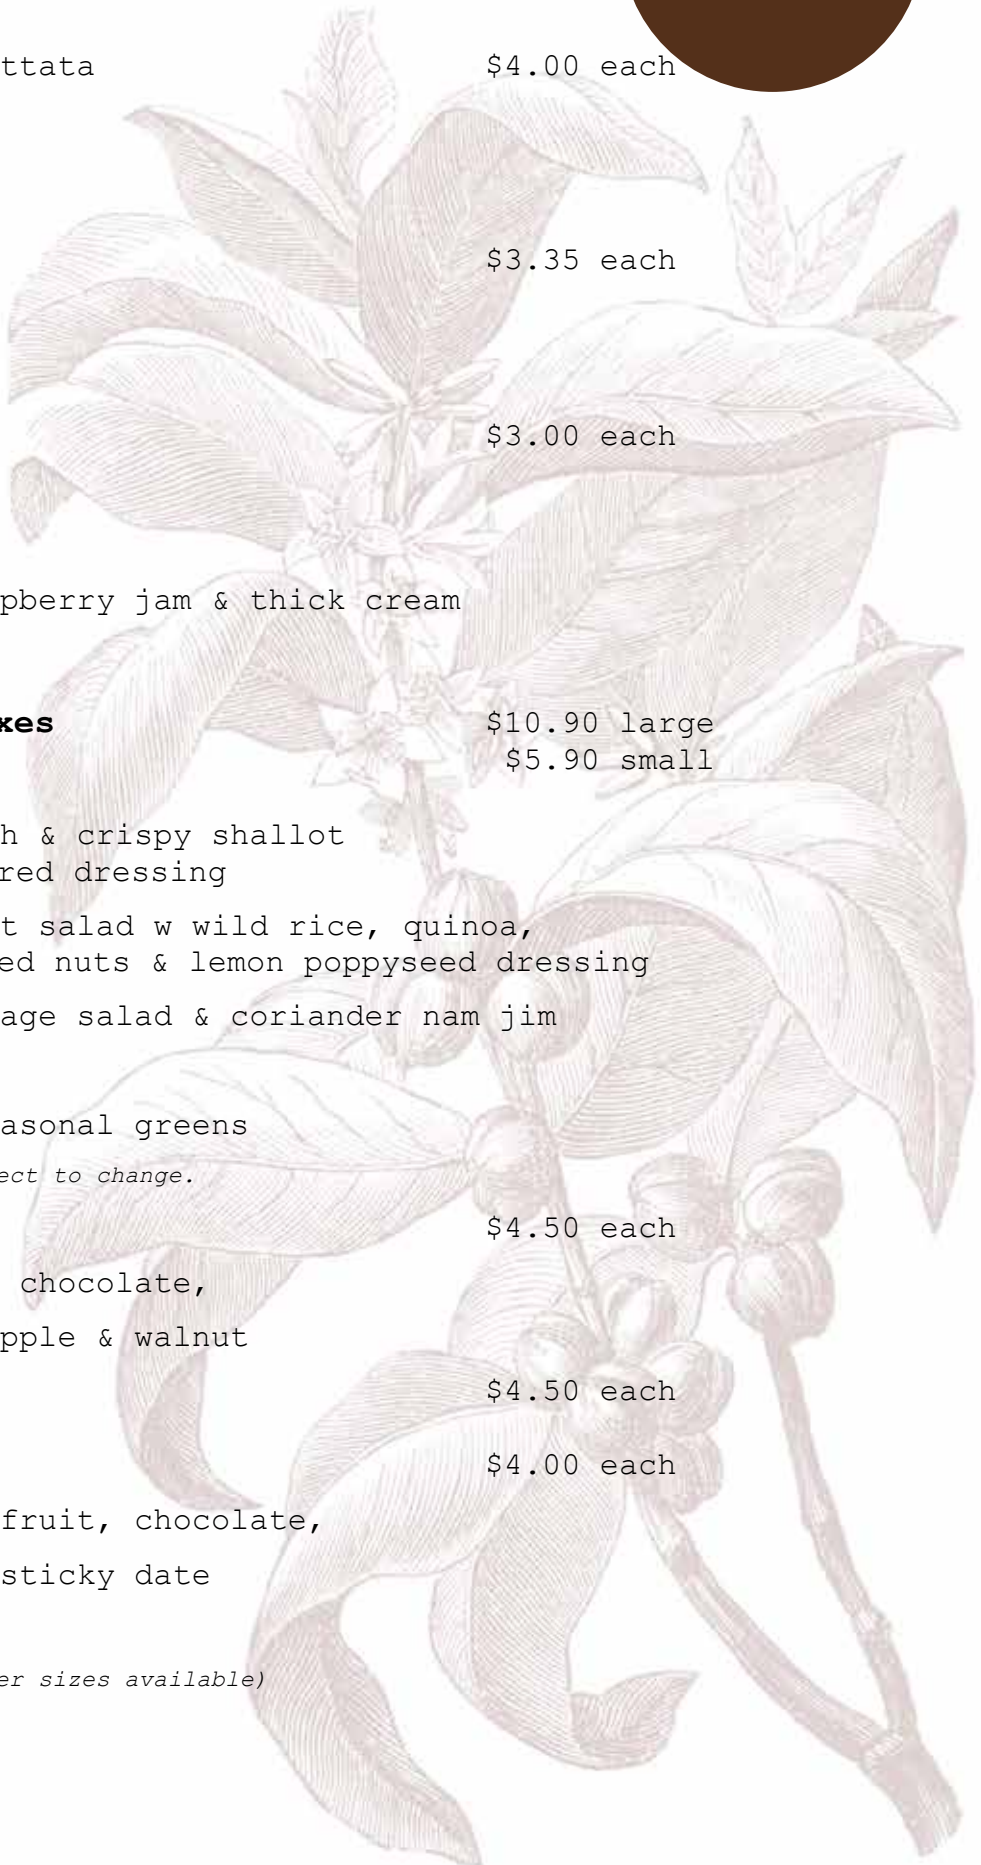 ttata $4.00 each
$3.35 each
$3.00 each
pberry jam & thick cream
xes $10.90 large
$5.90 small
h & crispy shallot
red dressing
t salad w wild rice, quinoa,
ed nuts & lemon poppyseed dressing
age salad & coriander nam jim
asonal greens
ect to change.
$4.50 each
chocolate,
pple & walnut
$4.50 each
$4.00 each
fruit, chocolate,
sticky date
er sizes available)